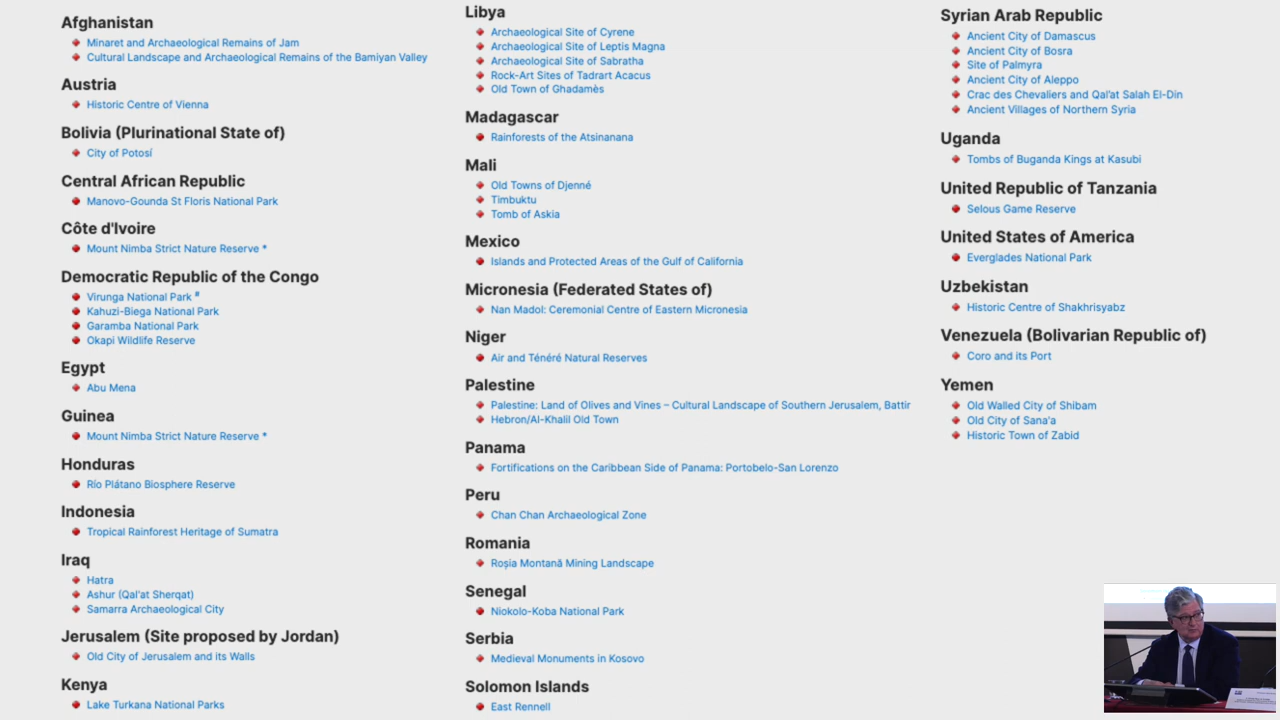 Afghanistan
Minaret and Archaeological Remains of Jam
Cultural Landscape and Archaeological Remains of the Bamiyan Valley
Austria
Historic Centre of Vienna
Bolivia (Plurinational State of)
City of Potosí
Central African Republic
Manovo-Gounda St Floris National Park
Côte d'Ivoire
Mount Nimba Strict Nature Reserve *
Democratic Republic of the Congo
Virunga National Park #
Kahuzi-Biega National Park
Garamba National Park
Okapi Wildlife Reserve
Egypt
Abu Mena
Guinea
Mount Nimba Strict Nature Reserve *
Honduras
Río Plátano Biosphere Reserve
Indonesia
Tropical Rainforest Heritage of Sumatra
Iraq
Hatra
Ashur (Qal'at Sherqat)
Samarra Archaeological City
Jerusalem (Site proposed by Jordan)
Old City of Jerusalem and its Walls
Kenya
Lake Turkana National Parks
Libya
Archaeological Site of Cyrene
Archaeological Site of Leptis Magna
Archaeological Site of Sabratha
Rock-Art Sites of Tadrart Acacus
Old Town of Ghadamès
Madagascar
Rainforests of the Atsinanana
Mali
Old Towns of Djenné
Timbuktu
Tomb of Askia
Mexico
Islands and Protected Areas of the Gulf of California
Micronesia (Federated States of)
Nan Madol: Ceremonial Centre of Eastern Micronesia
Niger
Air and Ténéré Natural Reserves
Palestine
Palestine: Land of Olives and Vines – Cultural Landscape of Southern Jerusalem, Battir
Hebron/Al-Khalil Old Town
Panama
Fortifications on the Caribbean Side of Panama: Portobelo-San Lorenzo
Peru
Chan Chan Archaeological Zone
Romania
Roșia Montană Mining Landscape
Senegal
Niokolo-Koba National Park
Serbia
Medieval Monuments in Kosovo
Solomon Islands
East Rennell
Syrian Arab Republic
Ancient City of Damascus
Ancient City of Bosra
Site of Palmyra
Ancient City of Aleppo
Crac des Chevaliers and Qal'at Salah El-Din
Ancient Villages of Northern Syria
Uganda
Tombs of Buganda Kings at Kasubi
United Republic of Tanzania
Selous Game Reserve
United States of America
Everglades National Park
Uzbekistan
Historic Centre of Shakhrisyabz
Venezuela (Bolivarian Republic of)
Coro and its Port
Yemen
Old Walled City of Shibam
Old City of Sana'a
Historic Town of Zabid